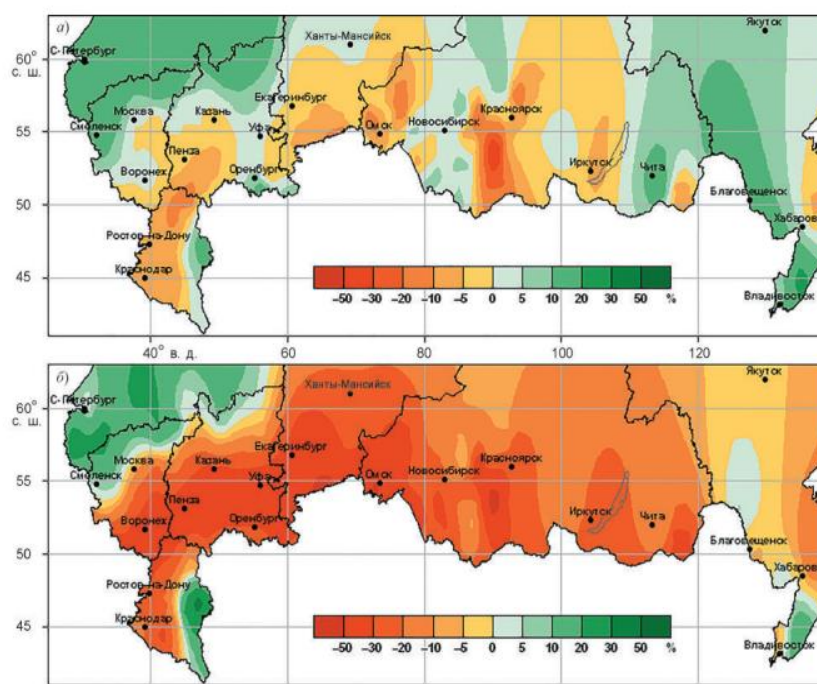 а)
Якутск
Ханты-Мансийск
С-Петербург
60°
с. ш.
Екатеринбург
Москва
Казань
Красноярск
Смоленск
Уфа
Омск
Новосибирск
55
Пенза
Иркутск
Чита
Воронеж
Оренбург
Благовещенск
50
Хабаров
Ростов-на-Дону
Краснодар
45
–50 –30 –20 –10 –5 0 5 10 20 30 50 %
Владивосток
40° в. д. 60 80 100 120
б)
Якутск
Ханты-Мансийск
С-Петербург
60°
с. ш.
Екатеринбург
Москва
Казань
Красноярск
Смоленск
Уфа
Омск
Новосибирск
55
Пенза
Иркутск
Чита
Воронеж
Оренбург
Благовещенск
50
Хабаров
Ростов-на-Дону
Краснодар
45
–50 –30 –20 –10 –5 0 5 10 20 30 50 %
Владивосток